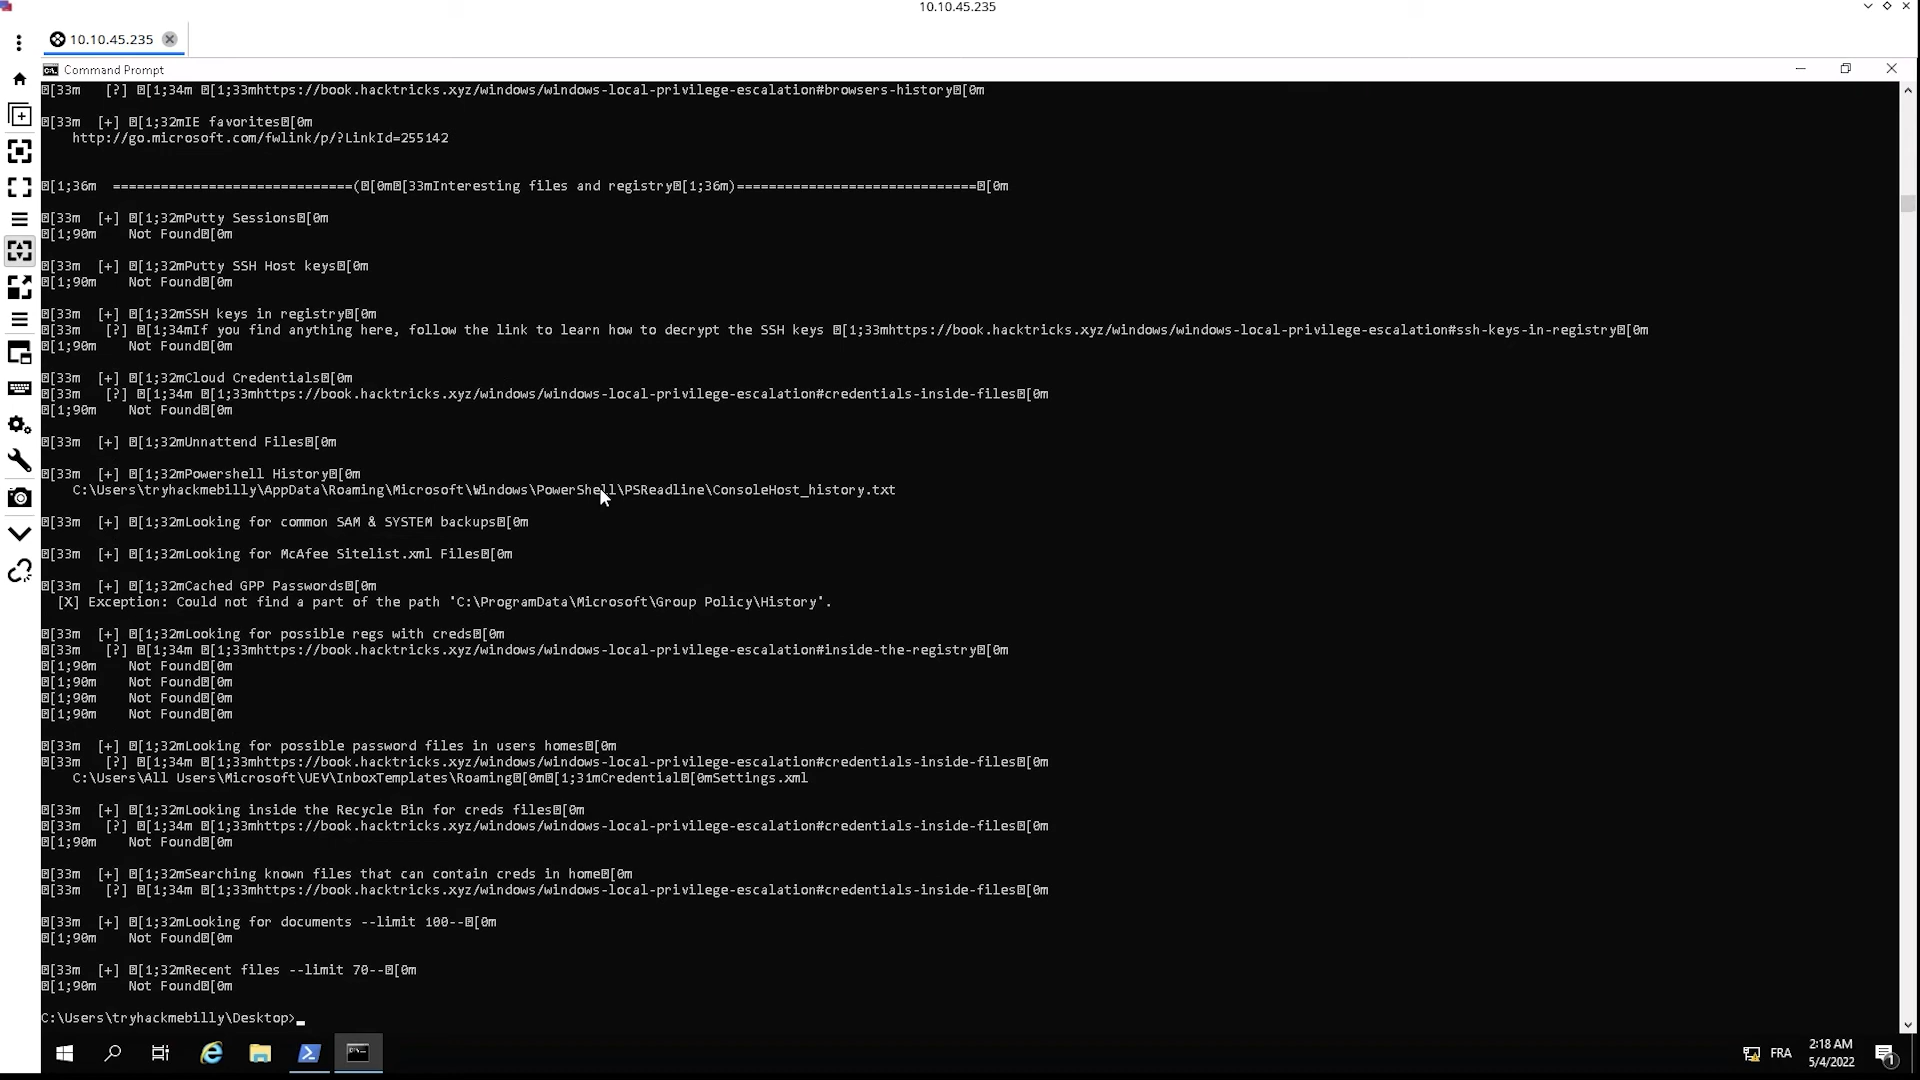 10.10.45.235
10.10.45.235
Command Prompt
[33m [?] [1;34m [1;33mhttps://book.hacktricks.xyz/windows/windows-local-privilege-escalation#browsers-history[0m
[33m [+] [1;32mIE favorites[0m
http://go.microsoft.com/fwlink/p/?LinkId=255142
[1;36m ==============================([0m[33mInteresting files and registry[1;36m)==============================[0m
[33m [+] [1;32mPutty Sessions[0m
[1;90m Not Found[0m
[33m [+] [1;32mPutty SSH Host keys[0m
[1;90m Not Found[0m
[33m [+] [1;32mSSH keys in registry[0m
[33m [?] [1;34mIf you find anything here, follow the link to learn how to decrypt the SSH keys [1;33mhttps://book.hacktricks.xyz/windows/windows-local-privilege-escalation#ssh-keys-in-registry[0m
[1;90m Not Found[0m
[33m [+] [1;32mCloud Credentials[0m
[33m [?] [1;34m [1;33mhttps://book.hacktricks.xyz/windows/windows-local-privilege-escalation#credentials-inside-files[0m
[1;90m Not Found[0m
[33m [+] [1;32mUnnattend Files[0m
[33m [+] [1;32mPowershell History[0m
C:\Users\tryhackmebilly\AppData\Roaming\Microsoft\Windows\PowerShell\PSReadline\ConsoleHost_history.txt
[33m [+] [1;32mLooking for common SAM & SYSTEM backups[0m
[33m [+] [1;32mLooking for McAfee Sitelist.xml Files[0m
[33m [+] [1;32mCached GPP Passwords[0m
[X] Exception: Could not find a part of the path 'C:\ProgramData\Microsoft\Group Policy\History'.
[33m [+] [1;32mLooking for possible regs with creds[0m
[33m [?] [1;34m [1;33mhttps://book.hacktricks.xyz/windows/windows-local-privilege-escalation#inside-the-registry[0m
[1;90m Not Found[0m
[1;90m Not Found[0m
[1;90m Not Found[0m
[1;90m Not Found[0m
[33m [+] [1;32mLooking for possible password files in users homes[0m
[33m [?] [1;34m [1;33mhttps://book.hacktricks.xyz/windows/windows-local-privilege-escalation#credentials-inside-files[0m
C:\Users\All Users\Microsoft\UEV\InboxTemplates\Roaming[0m[1;31mCredential[0mSettings.xml
[33m [+] [1;32mLooking inside the Recycle Bin for creds files[0m
[33m [?] [1;34m [1;33mhttps://book.hacktricks.xyz/windows/windows-local-privilege-escalation#credentials-inside-files[0m
[1;90m Not Found[0m
[33m [+] [1;32mSearching known files that can contain creds in home[0m
[33m [?] [1;34m [1;33mhttps://book.hacktricks.xyz/windows/windows-local-privilege-escalation#credentials-inside-files[0m
[33m [+] [1;32mLooking for documents --limit 100--[0m
[1;90m Not Found[0m
[33m [+] [1;32mRecent files --limit 70--[0m
[1;90m Not Found[0m
C:\Users\tryhackmebilly\Desktop>
FRA
2:18 AM
5/4/2022
1